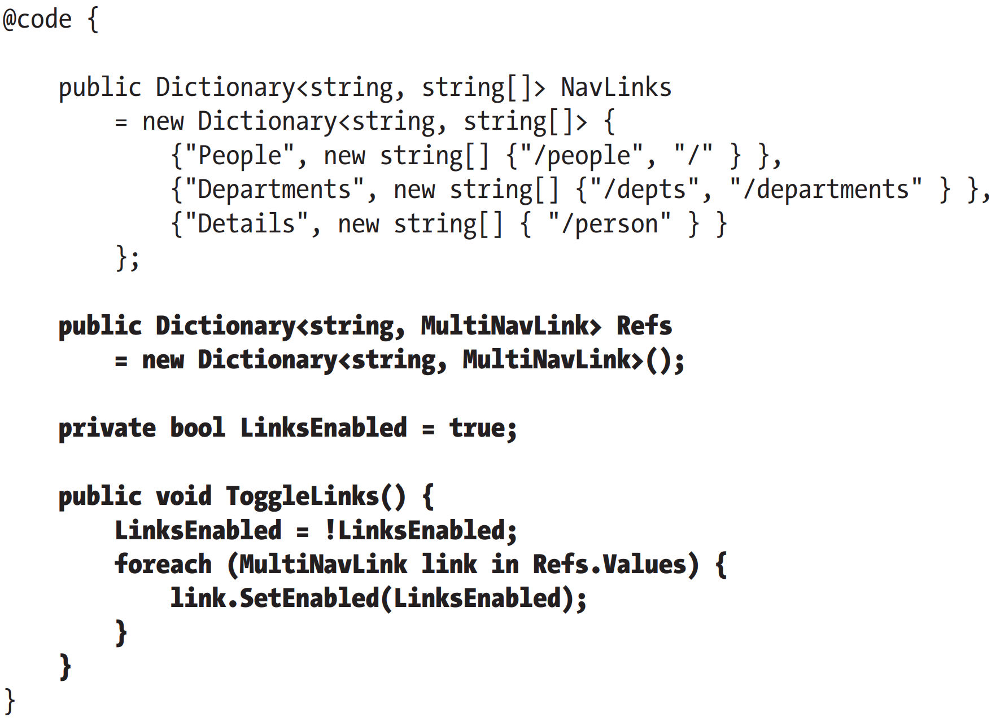 @code {
public Dictionary<string, string[]> NavLinks
= new Dictionary<string, string[]> {
{"People", new string[] {"/people", "/" } },
{"Departments", new string[] {"/depts", "/departments" } },
{"Details", new string[] { "/person" } }
};
public Dictionary<string, MultiNavLink> Refs
= new Dictionary<string, MultiNavLink>();
private bool LinksEnabled = true;
public void ToggleLinks() {
LinksEnabled = !LinksEnabled;
foreach (MultiNavLink link in Refs.Values) {
link.SetEnabled(LinksEnabled);
}
}
}